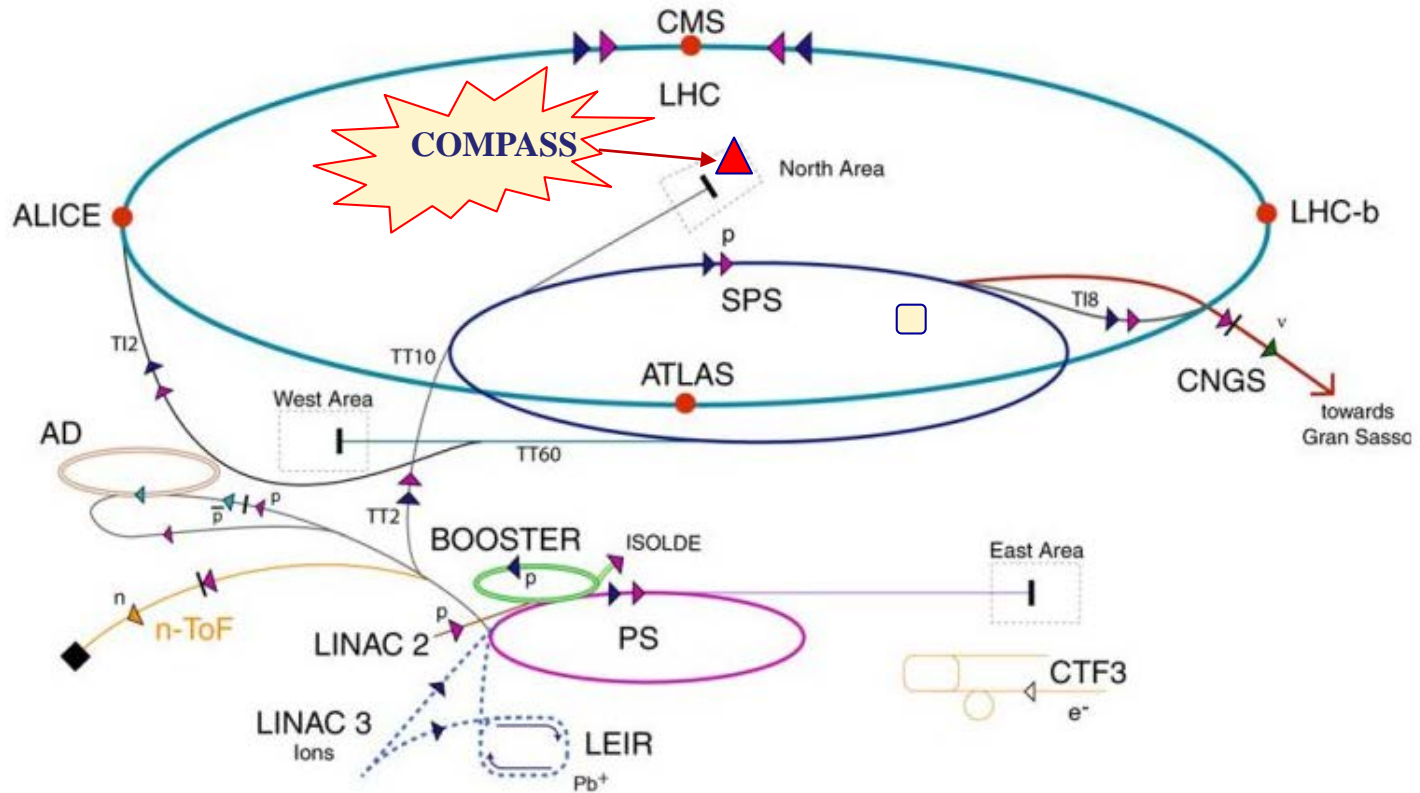 CMS
LHC
COMPASS
North Area
ALICE
LHC-b
p
SPS
TI8
TI2
TT10
ν
ATLAS
CNGS
West Area
towards
Gran Sasso
AD
TT60
p
p̅
TT2
BOOSTER
ISOLDE
East Area
p
n
p
n-ToF
LINAC 2
PS
CTF3
e-
LINAC 3
Ions
LEIR
Pb+